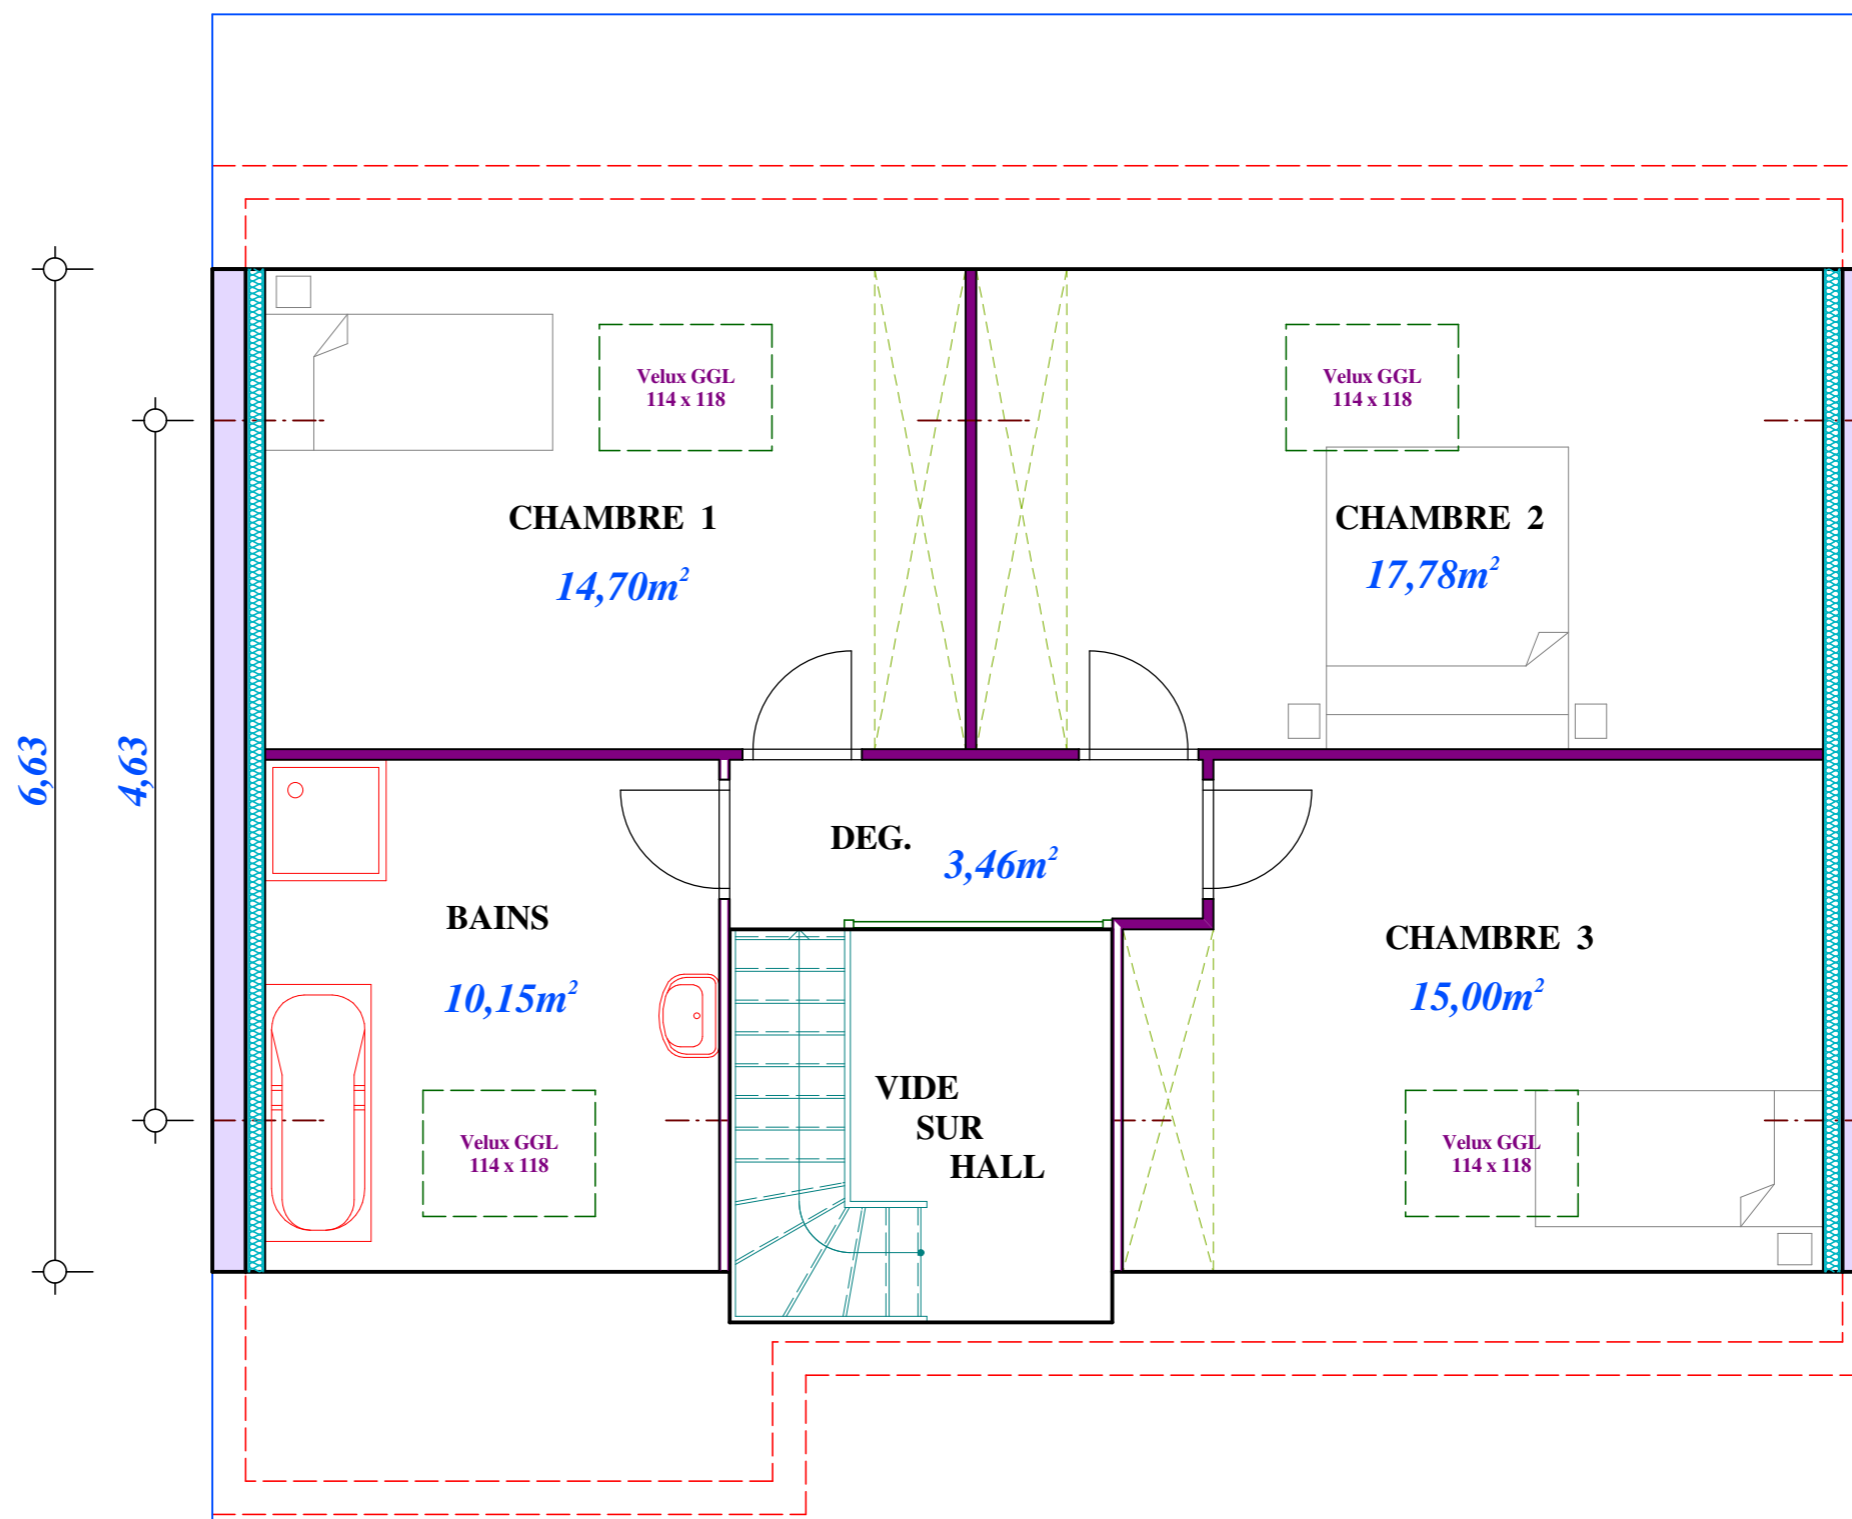 Velux GGL
114 x 118
Velux GGL
114 x 118
CHAMBRE 1
14,70m²
CHAMBRE 2
17,78m²
6,63
4,63
DEG.
3,46m²
BAINS
10,15m²
CHAMBRE 3
15,00m²
VIDE
SUR
HALL
Velux GGL
114 x 118
Velux GGL
114 x 118